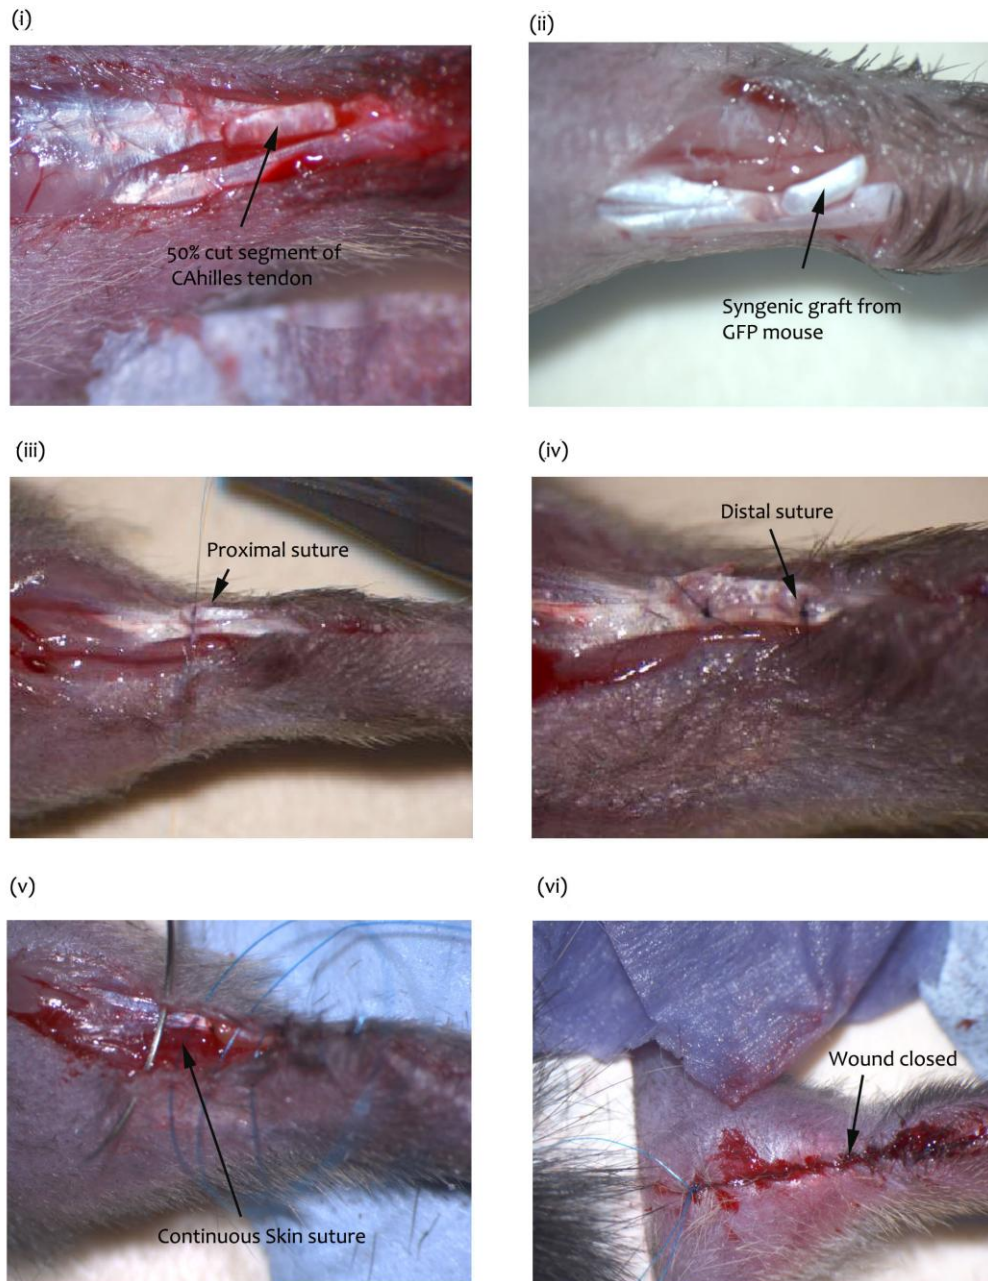 (i)
(ii)
50% cut segment of
CAhilles tendon
Syngenic graft from
GFP mouse
(iii)
(iv)
Proximal suture
Distal suture
(v)
(vi)
Continuous Skin suture
Wound closed